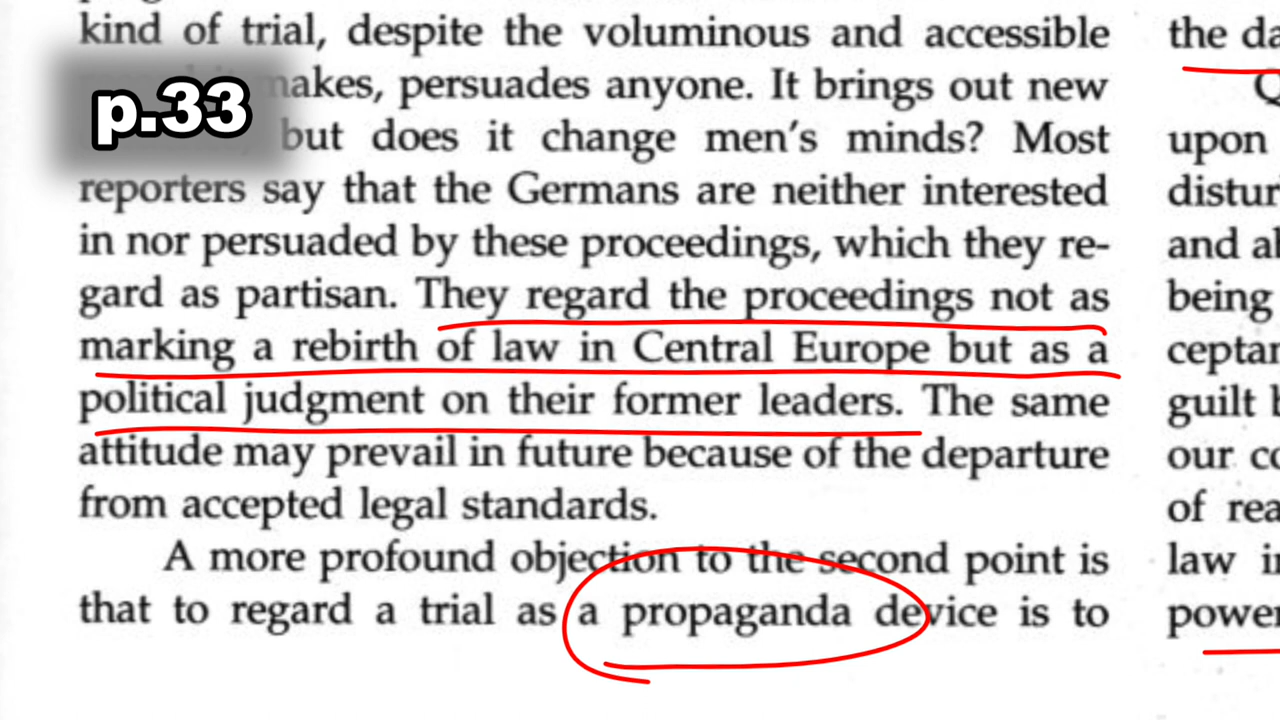 kind of trial, despite the voluminous and accessible
makes, persuades anyone. It brings out new
but does it change men's minds? Most
reporters say that the Germans are neither interested
in nor persuaded by these proceedings, which they re-
gard as partisan. They regard the proceedings not as
marking a rebirth of law in Central Europe but as a
political judgment on their former leaders. The same
attitude may prevail in future because of the departure
from accepted legal standards.
A more profound objection to the second point is
that to regard a trial as a propaganda device is to
p.33
the
upon
and
being
guilt
our
of
law